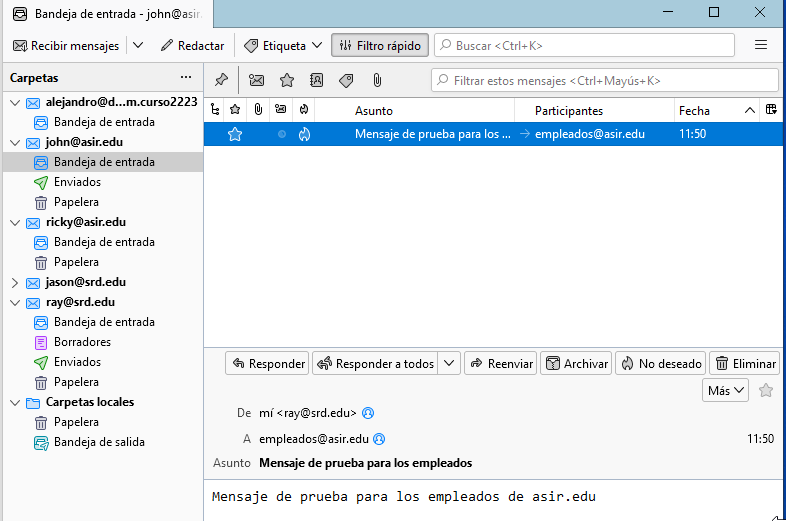 Bandeja de entrada - john@asir.
Recibir mensajes Redactar Etiqueta Filtro rápido Buscar <Ctrl+K>
Carpetas ···
Filtrar estos mensajes <Ctrl+Mayús+K>
alejandro@d...m.curso2223
Bandeja de entrada
john@asir.edu
Bandeja de entrada
Enviados
Papelera
ricky@asir.edu
Bandeja de entrada
Papelera
jason@srd.edu
ray@srd.edu
Bandeja de entrada
Borradores
Enviados
Papelera
Carpetas locales
Papelera
Bandeja de salida
Asunto Participantes Fecha
Mensaje de prueba para los ... empleados@asir.edu 11:50
Responder Responder a todos Reenviar Archivar No deseado Eliminar
Más
De mí <ray@srd.edu>
A empleados@asir.edu 11:50
Asunto Mensaje de prueba para los empleados
Mensaje de prueba para los empleados de asir.edu